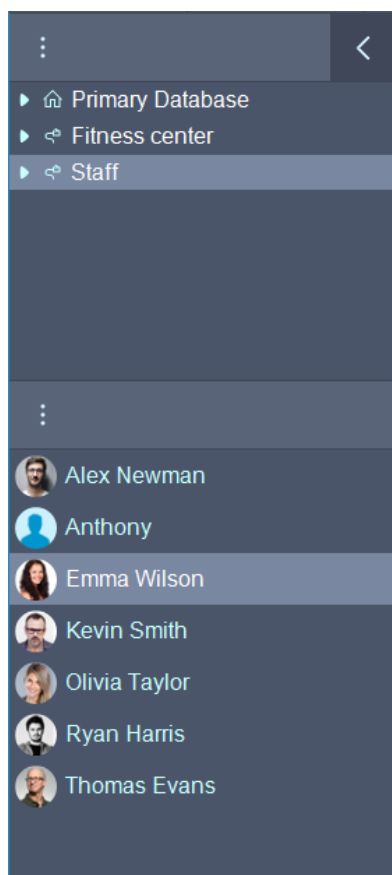 Primary Database
Fitness center
Staff
Alex Newman
Anthony
Emma Wilson
Kevin Smith
Olivia Taylor
Ryan Harris
Thomas Evans